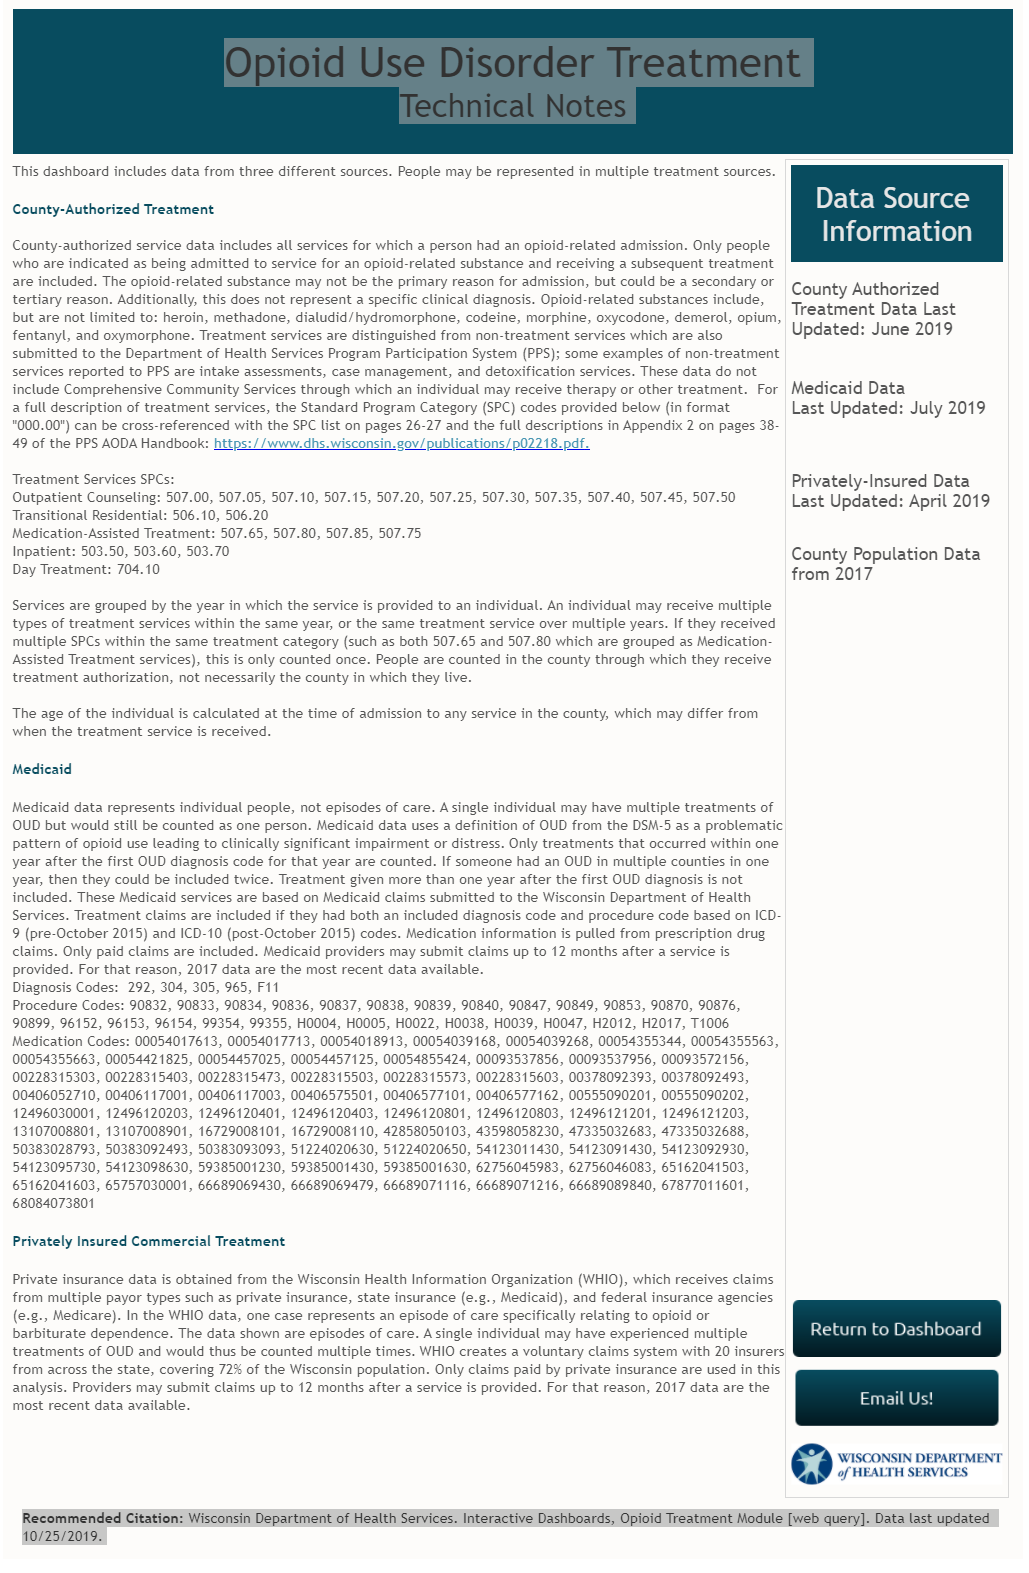 Opioid Use Disorder Treatment
Technical Notes
This dashboard includes data from three different sources. People may be represented in multiple treatment sources.
County-Authorized Treatment
County-authorized service data includes all services for which a person had an opioid-related admission. Only people
who are indicated as being admitted to service for an opioid-related substance and receiving a subsequent treatment
are included. The opioid-related substance may not be the primary reason for admission, but could be a secondary or
tertiary reason. Additionally, this does not represent a specific clinical diagnosis. Opioid-related substances include,
but are not limited to: heroin, methadone, dialudid/hydromorphone, codeine, morphine, oxycodone, demerol, opium,
fentanyl, and oxymorphone. Treatment services are distinguished from non-treatment services which are also
submitted to the Department of Health Services Program Participation System (PPS); some examples of non-treatment
services reported to PPS are intake assessments, case management, and detoxification services. These data do not
include Comprehensive Community Services through which an individual may receive therapy or other treatment.  For
a full description of treatment services, the Standard Program Category (SPC) codes provided below (in format
"000.00") can be cross-referenced with the SPC list on pages 26-27 and the full descriptions in Appendix 2 on pages 38-
49 of the PPS AODA Handbook: https://www.dhs.wisconsin.gov/publications/p02218.pdf.
Treatment Services SPCs:
Outpatient Counseling: 507.00, 507.05, 507.10, 507.15, 507.20, 507.25, 507.30, 507.35, 507.40, 507.45, 507.50
Transitional Residential: 506.10, 506.20
Medication-Assisted Treatment: 507.65, 507.80, 507.85, 507.75
Inpatient: 503.50, 503.60, 503.70
Day Treatment: 704.10
Services are grouped by the year in which the service is provided to an individual. An individual may receive multiple
types of treatment services within the same year, or the same treatment service over multiple years. If they received
multiple SPCs within the same treatment category (such as both 507.65 and 507.80 which are grouped as Medication-
Assisted Treatment services), this is only counted once. People are counted in the county through which they receive
treatment authorization, not necessarily the county in which they live.
The age of the individual is calculated at the time of admission to any service in the county, which may differ from
when the treatment service is received.
Medicaid
Medicaid data represents individual people, not episodes of care. A single individual may have multiple treatments of
OUD but would still be counted as one person. Medicaid data uses a definition of OUD from the DSM-5 as a problematic
pattern of opioid use leading to clinically significant impairment or distress. Only treatments that occurred within one
year after the first OUD diagnosis code for that year are counted. If someone had an OUD in multiple counties in one
year, then they could be included twice. Treatment given more than one year after the first OUD diagnosis is not
included. These Medicaid services are based on Medicaid claims submitted to the Wisconsin Department of Health
Services. Treatment claims are included if they had both an included diagnosis code and procedure code based on ICD-
9 (pre-October 2015) and ICD-10 (post-October 2015) codes. Medication information is pulled from prescription drug
claims. Only paid claims are included. Medicaid providers may submit claims up to 12 months after a service is
provided. For that reason, 2017 data are the most recent data available.
Diagnosis Codes:  292, 304, 305, 965, F11
Procedure Codes: 90832, 90833, 90834, 90836, 90837, 90838, 90839, 90840, 90847, 90849, 90853, 90870, 90876,
90899, 96152, 96153, 96154, 99354, 99355, H0004, H0005, H0022, H0038, H0039, H0047, H2012, H2017, T1006
Medication Codes: 00054017613, 00054017713, 00054018913, 00054039168, 00054039268, 00054355344, 00054355563,
00054355663, 00054421825, 00054457025, 00054457125, 00054855424, 00093537856, 00093537956, 00093572156,
00228315303, 00228315403, 00228315473, 00228315503, 00228315573, 00228315603, 00378092393, 00378092493,
00406052710, 00406117001, 00406117003, 00406575501, 00406577101, 00406577162, 00555090201, 00555090202,
12496030001, 12496120203, 12496120401, 12496120403, 12496120801, 12496120803, 12496121201, 12496121203,
13107008801, 13107008901, 16729008101, 16729008110, 42858050103, 43598058230, 47335032683, 47335032688,
50383028793, 50383092493, 50383093093, 51224020630, 51224020650, 54123011430, 54123091430, 54123092930,
54123095730, 54123098630, 59385001230, 59385001430, 59385001630, 62756045983, 62756046083, 65162041503,
65162041603, 65757030001, 66689069430, 66689069479, 66689071116, 66689071216, 66689089840, 67877011601,
68084073801
Privately Insured Commercial Treatment
Private insurance data is obtained from the Wisconsin Health Information Organization (WHIO), which receives claims
from multiple payor types such as private insurance, state insurance (e.g., Medicaid), and federal insurance agencies
(e.g., Medicare). In the WHIO data, one case represents an episode of care specifically relating to opioid or
barbiturate dependence. The data shown are episodes of care. A single individual may have experienced multiple
treatments of OUD and would thus be counted multiple times. WHIO creates a voluntary claims system with 20 insurers
from across the state, covering 72% of the Wisconsin population. Only claims paid by private insurance are used in this
analysis. Providers may submit claims up to 12 months after a service is provided. For that reason, 2017 data are the
most recent data available.
Data Source
Information
County Authorized
Treatment Data Last
Updated: June 2019
Medicaid Data
Last Updated: July 2019
Privately-Insured Data
Last Updated: April 2019
County Population Data
from 2017
Return to Dashboard
Email Us!
WISCONSIN DEPARTMENT
of HEALTH SERVICES
Recommended Citation: Wisconsin Department of Health Services. Interactive Dashboards, Opioid Treatment Module [web query]. Data last updated
10/25/2019.